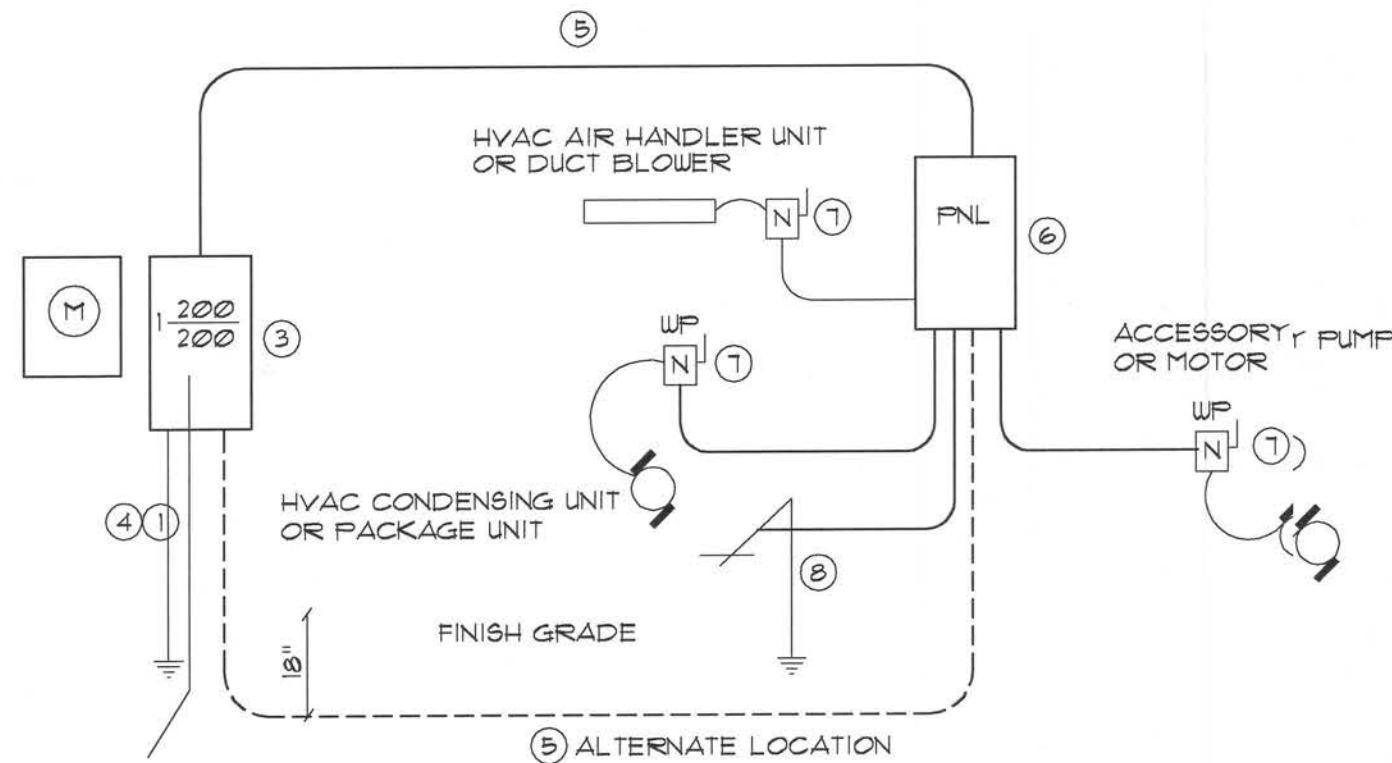 5
HVAC AIR HANDLER UNIT
OR DUCT BLOWER
N
7
PNL
6
M
1 200
200
3
WP
N
7
ACCESSORYr PUMP
OR MOTOR
WP
N
7
HVAC CONDENSING UNIT
OR PACKAGE UNIT
4
1
8
FINISH GRADE
18"
5 ALTERNATE LOCATION